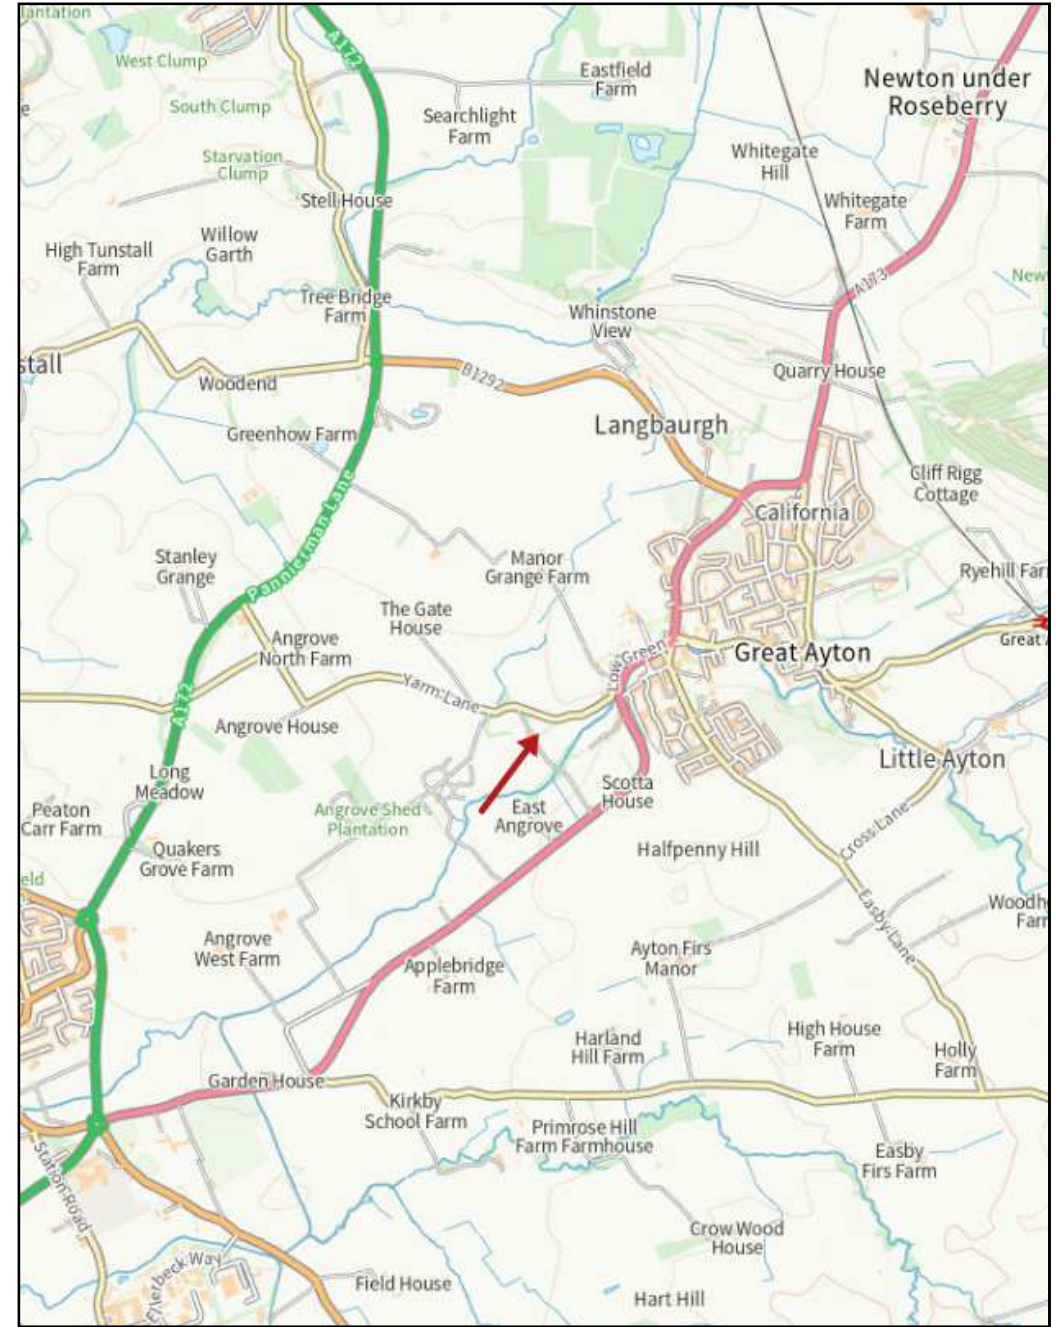 lantation
A172
West Clump
Eastfield
Farm
Newton under
Roseberry
South Clump
Searchlight
Farm
Starvation
Clump
Whitegate
Hill
Stell House
Whitegate
Farm
Willow
Garth
High Tunstall
Farm
New
A173
Tree Bridge
Farm
Whinstone
View
stall
Woodend
B1292
Quarry House
Greenhow Farm
Langbaurgh
Cliff Rigg
Cottage
California
Pannierman Lane
Stanley
Grange
Manor
Grange Farm
Ryehill Far
The Gate
House
Great A
Angrove
North Farm
Low Green
Great Ayton
Yarm Lane
A172
Angrove House
Long
Meadow
Scotta
House
Little Ayton
Peaton
Carr Farm
Angrove Shed
Plantation
East
Angrove
Cross Lane
Quakers
Grove Farm
Halfpenny Hill
eld
Easby Lane
Woodh
Farm
Angrove
West Farm
Ayton Firs
Manor
Applebridge
Farm
Harland
Hill Farm
High House
Farm
Holly
Farm
Garden House
Kirkby
School Farm
Primrose Hill
Farm Farmhouse
Easby
Firs Farm
Station Road
Crow Wood
House
Ellerbeck Way
Field House
Hart Hill